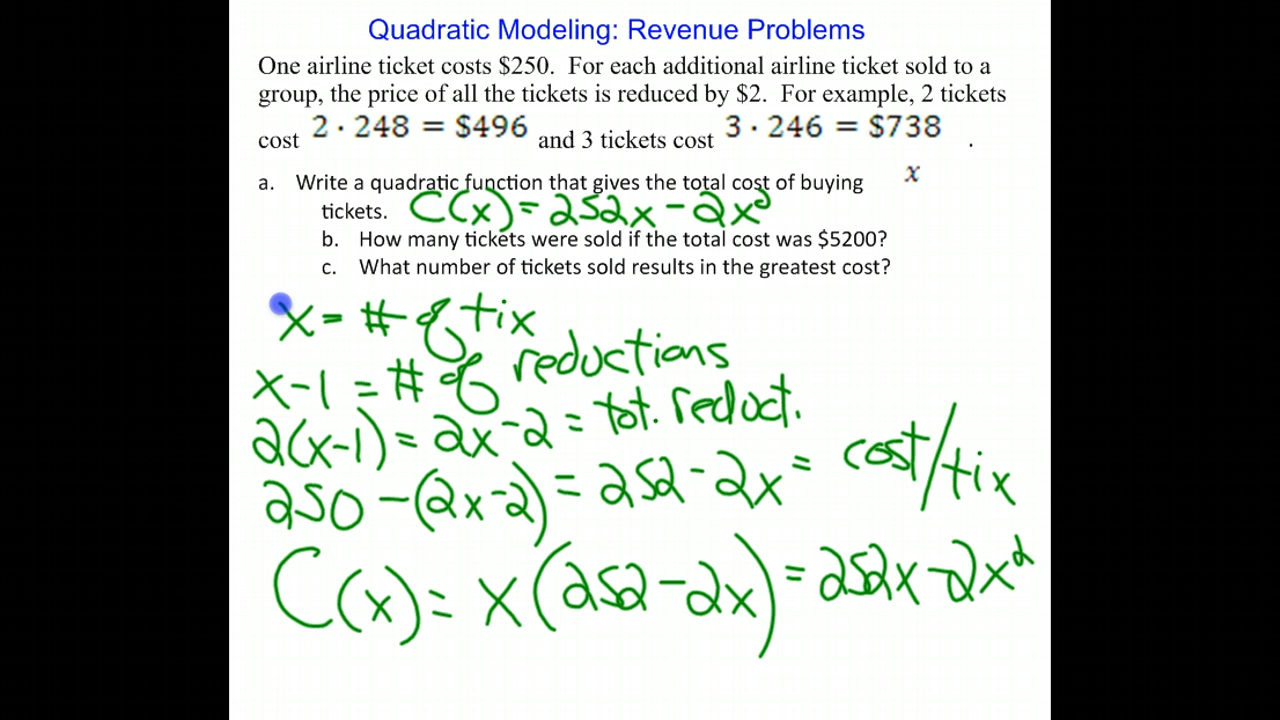 Quadratic Modeling: Revenue Problems
One airline ticket costs $250. For each additional airline ticket sold to a
group, the price of all the tickets is reduced by $2. For example, 2 tickets
cost 2 · 248 = $496 and 3 tickets cost 3 · 246 = $738 .
a. Write a quadratic function that gives the total cost of buying x
tickets. C(x) = 252x - 2x²
b. How many tickets were sold if the total cost was $5200?
c. What number of tickets sold results in the greatest cost?
x = # of tix
x-1 = # of reductions
2(x-1) = 2x-2 = tot. reduct.
250 - (2x-2) = 252 - 2x = cost/tix
C(x) = x(252-2x) = 252x-2x²